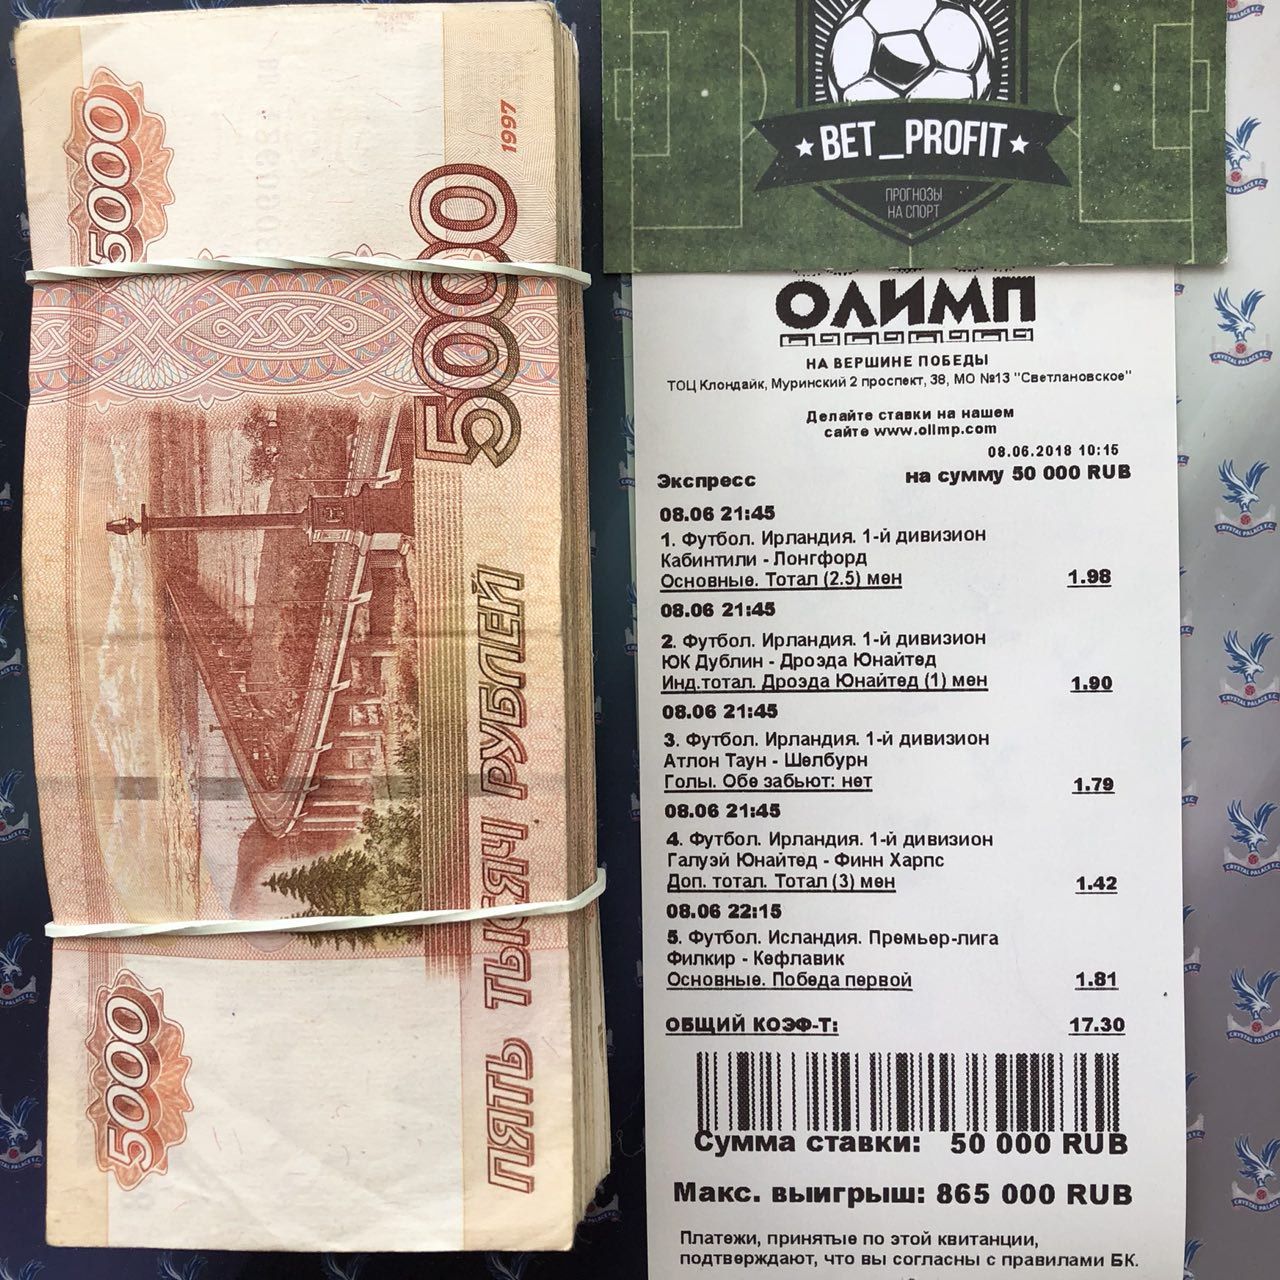 5000
1997
5000
ПЯТЬ ТЫСЯЧ РУБЛЕЙ
5000
BET_PROFIT
ПРОГНОЗЫ
НА СПОРТ
ОЛИМП
НА ВЕРШИНЕ ПОБЕДЫ
ТОЦ Клондайк, Муринский 2 проспект, 38, МО №13 "Светлановское"
Делайте ставки на нашем
сайте www.olimp.com
08.06.2018 10:15
Экспресс на сумму 50 000 RUB
08.06 21:45
1. Футбол. Ирландия. 1-й дивизион
Кабинтили - Лонгфорд
Основные. Тотал (2.5) мен 1.98
08.06 21:45
2. Футбол. Ирландия. 1-й дивизион
ЮК Дублин - Дроэда Юнайтед
Инд.тотал. Дроэда Юнайтед (1) мен 1.90
08.06 21:45
3. Футбол. Ирландия. 1-й дивизион
Атлон Таун - Шелбурн
Голы. Обе забьют: нет 1.79
08.06 21:45
4. Футбол. Ирландия. 1-й дивизион
Галуэй Юнайтед - Финн Харпс
Доп. тотал. Тотал (3) мен 1.42
08.06 22:15
5. Футбол. Исландия. Премьер-лига
Филкир - Кефлавик
Основные. Победа первой 1.81
ОБЩИЙ КОЭФ-Т: 17.30
Сумма ставки: 50 000 RUB
Макс. выигрыш: 865 000 RUB
Платежи, принятые по этой квитанции,
подтверждают, что вы согласны с правилами БК.
CRYSTAL PALACE F.C.